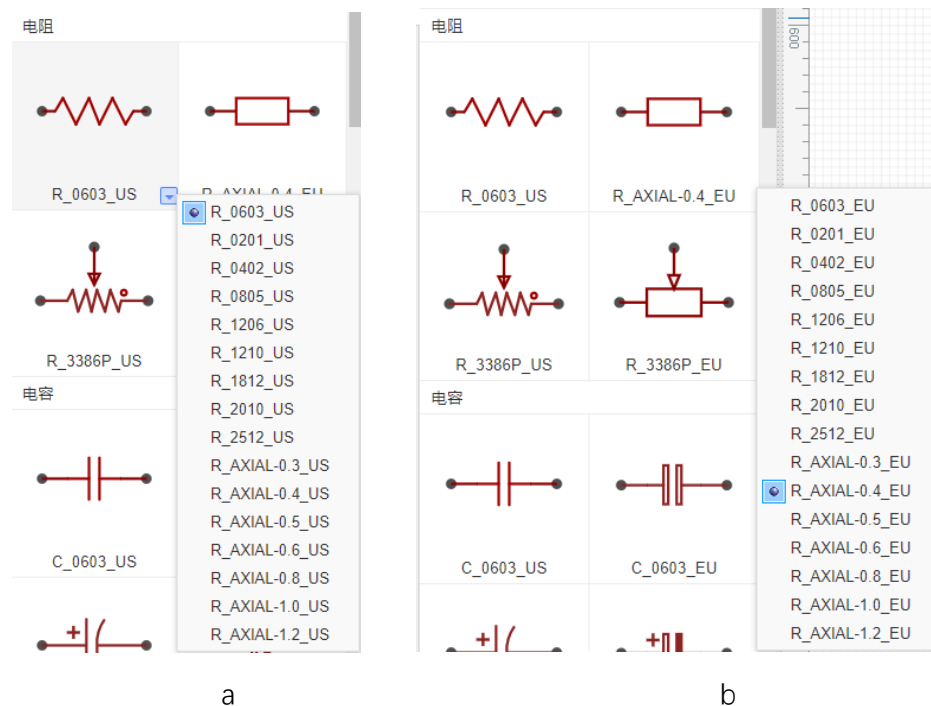 电阻
R_0603_US
R_AXIAL-0.4_EU
R_0603_US
R_0201_US
R_0402_US
R_0805_US
R_1206_US
R_1210_US
R_1812_US
R_2010_US
R_2512_US
R_AXIAL-0.3_US
R_AXIAL-0.4_US
R_AXIAL-0.5_US
R_AXIAL-0.6_US
R_AXIAL-0.8_US
R_AXIAL-1.0_US
R_AXIAL-1.2_US
R_3386P_US
电容
C_0603_US
a
电阻
600
R_0603_US
R_AXIAL-0.4_EU
R_3386P_US
R_3386P_EU
电容
C_0603_US
C_0603_EU
R_0603_EU
R_0201_EU
R_0402_EU
R_0805_EU
R_1206_EU
R_1210_EU
R_1812_EU
R_2010_EU
R_2512_EU
R_AXIAL-0.3_EU
R_AXIAL-0.4_EU
R_AXIAL-0.5_EU
R_AXIAL-0.6_EU
R_AXIAL-0.8_EU
R_AXIAL-1.0_EU
R_AXIAL-1.2_EU
b